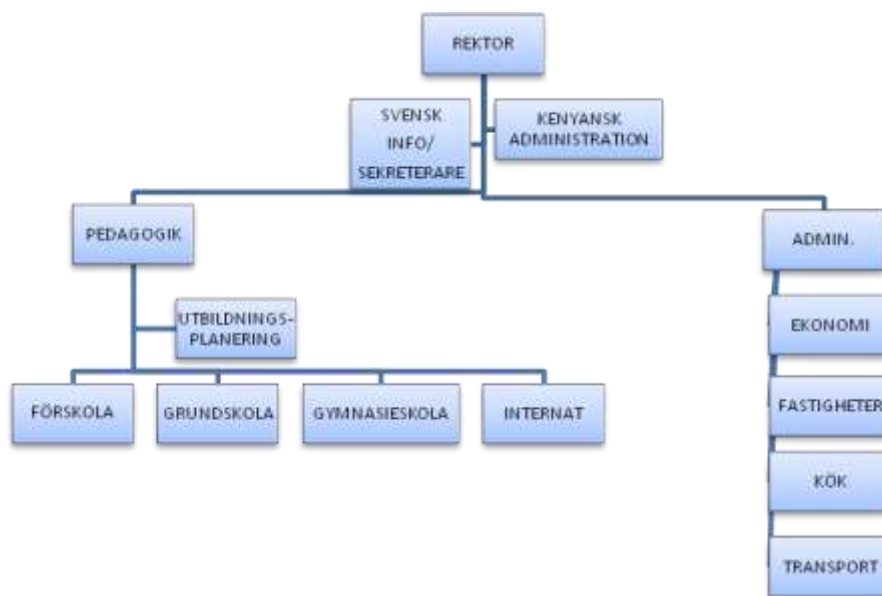 REKTOR
SVENSK
INFO/
SEKRETERARE
KENYANSK
ADMINISTRATION
PEDAGOGIK
ADMIN.
UTBILDNINGS-
PLANERING
EKONOMI
FÖRSKOLA
GRUNDSKOLA
GYMNASIESKOLA
INTERNAT
FASTIGHETER
KÖK
TRANSPORT